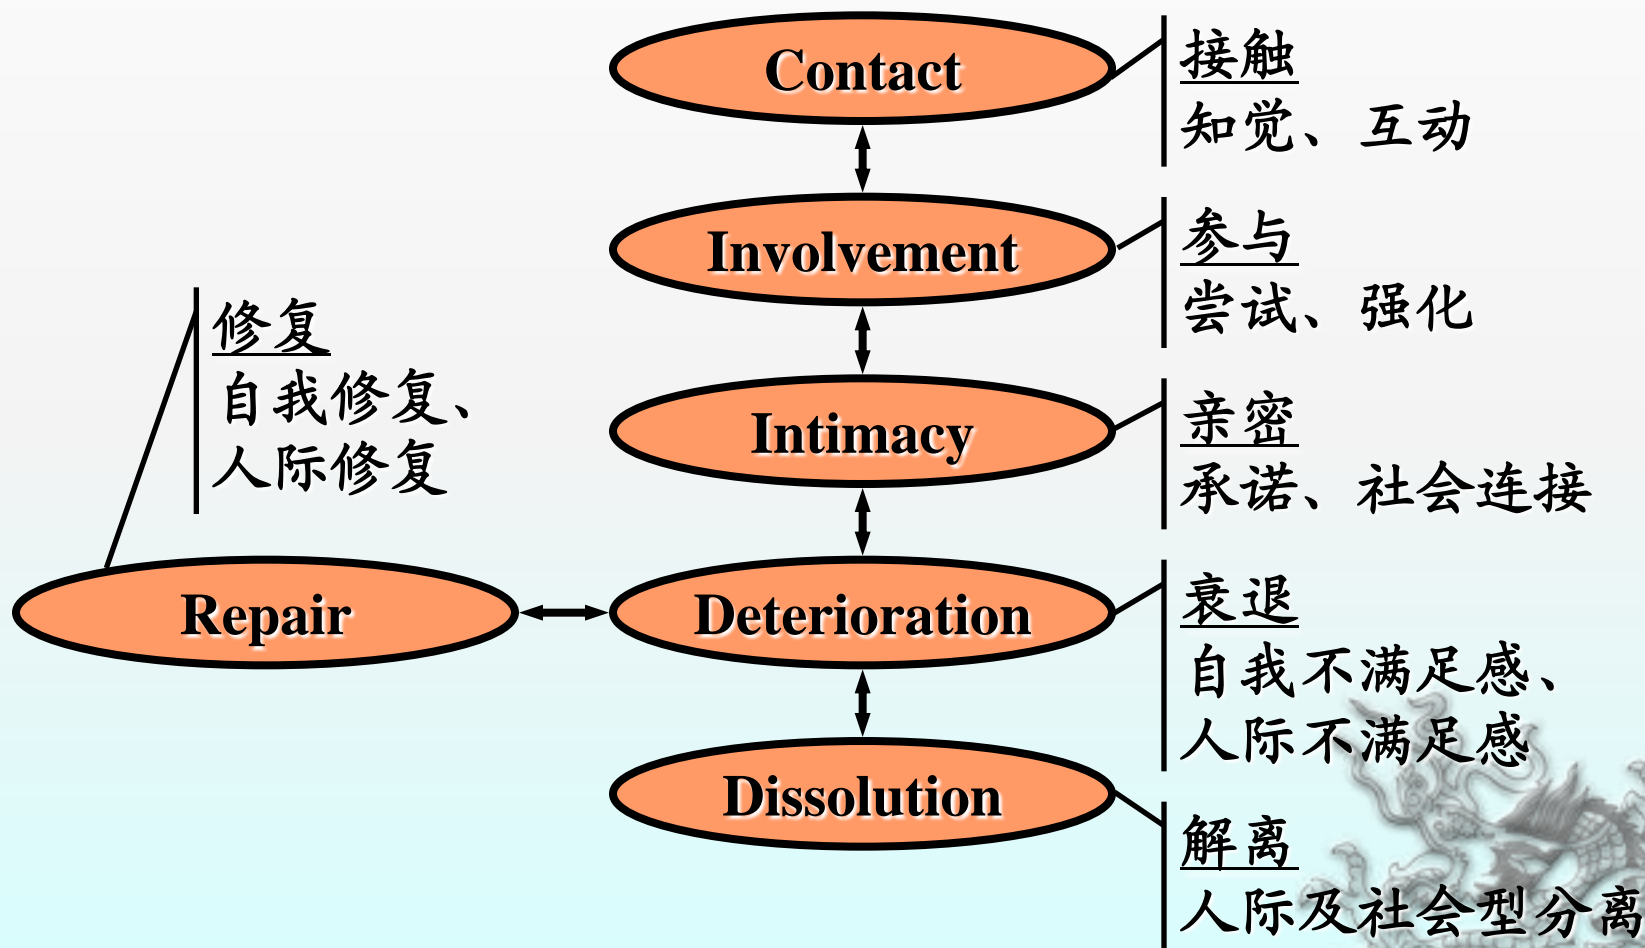 Contact
接触
知觉、互动
Involvement
参与
尝试、强化
修复
自我修复、
人际修复
Intimacy
亲密
承诺、社会连接
Repair
Deterioration
衰退
自我不满足感、
人际不满足感
Dissolution
解离
人际及社会型分离